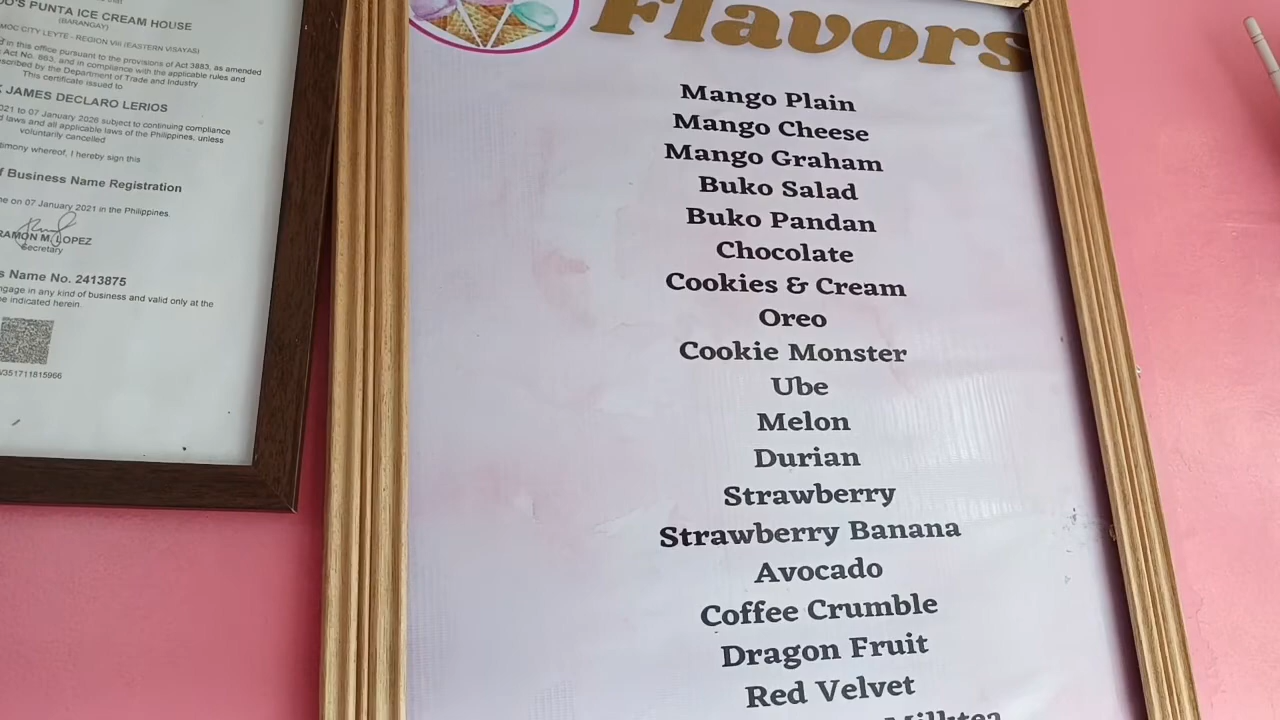 PUNTA ICE CREAM HOUSE
(BARANGAY)
CITY LEYTE - REGION VIII (EASTERN VISAYAS)
in this office pursuant to the provisions of Act 3883, as amended
Act No. 863, and in compliance with the applicable rules and
by the Department of Trade and Industry
This certificate issued to
JAMES DECLARO LERIOS
to 07 January 2026 subject to continuing compliance
laws and all applicable laws of the Philippines, unless
voluntarily cancelled
whereof, I hereby sign this
Business Name Registration
on 07 January 2021 in the Philippines.
RAMON M. LOPEZ
Secretary
Name No. 2413875
in any kind of business and valid only at the
indicated herein.
Flavors
Mango Plain
Mango Cheese
Mango Graham
Buko Salad
Buko Pandan
Chocolate
Cookies & Cream
Oreo
Cookie Monster
Ube
Melon
Durian
Strawberry
Strawberry Banana
Avocado
Coffee Crumble
Dragon Fruit
Red Velvet